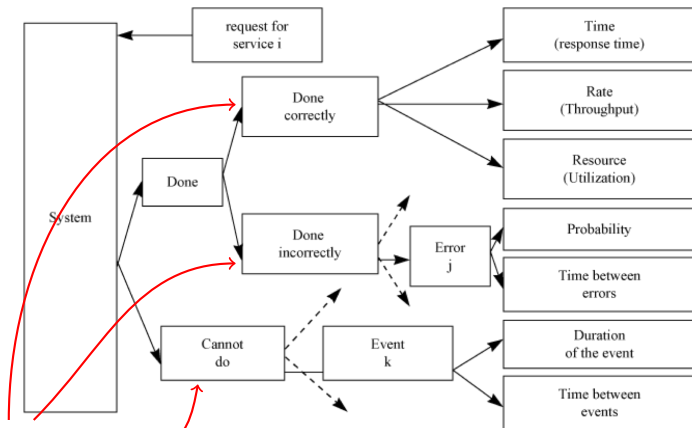 request for
service i
System
Done
Done
correctly
Time
(response time)
Rate
(Throughput)
Resource
(Utilization)
Done
incorrectly
Error
j
Probability
Time between
errors
Cannot
do
Event
k
Duration
of the event
Time between
events